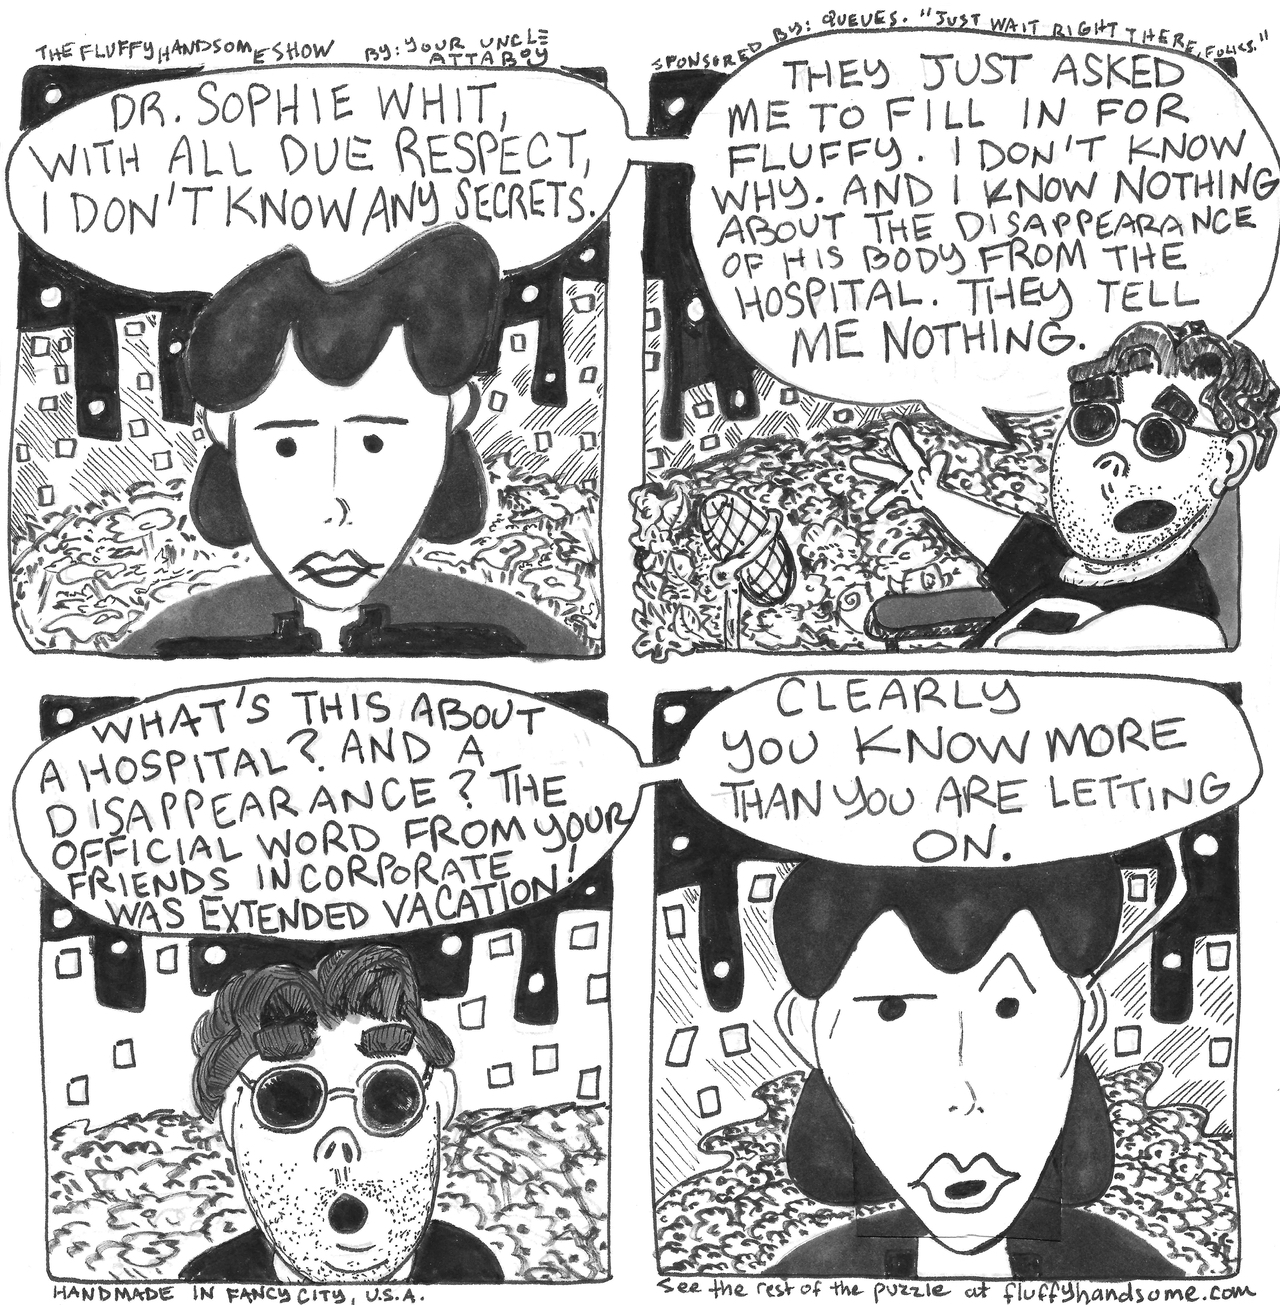 THE FLUFFY HANDSOME SHOW BY: YOUR UNCLE ATTABOY
SPONSORED BY: QUEUES. "JUST WAIT RIGHT THERE, FOLKS."
DR. SOPHIE WHIT,
WITH ALL DUE RESPECT,
I DON'T KNOW ANY SECRETS.
THEY JUST ASKED
ME TO FILL IN FOR
FLUFFY. I DON'T KNOW
WHY. AND I KNOW NOTHING
ABOUT THE DISAPPEARANCE
OF HIS BODY FROM THE
HOSPITAL. THEY TELL
ME NOTHING.
WHAT'S THIS ABOUT
A HOSPITAL? AND A
DISAPPEARANCE? THE
OFFICIAL WORD FROM YOUR
FRIENDS IN CORPORATE
WAS EXTENDED VACATION!
CLEARLY
YOU KNOW MORE
THAN YOU ARE LETTING
ON.
HANDMADE IN FANCY CITY, U.S.A.
See the rest of the puzzle at fluffyhandsome.com